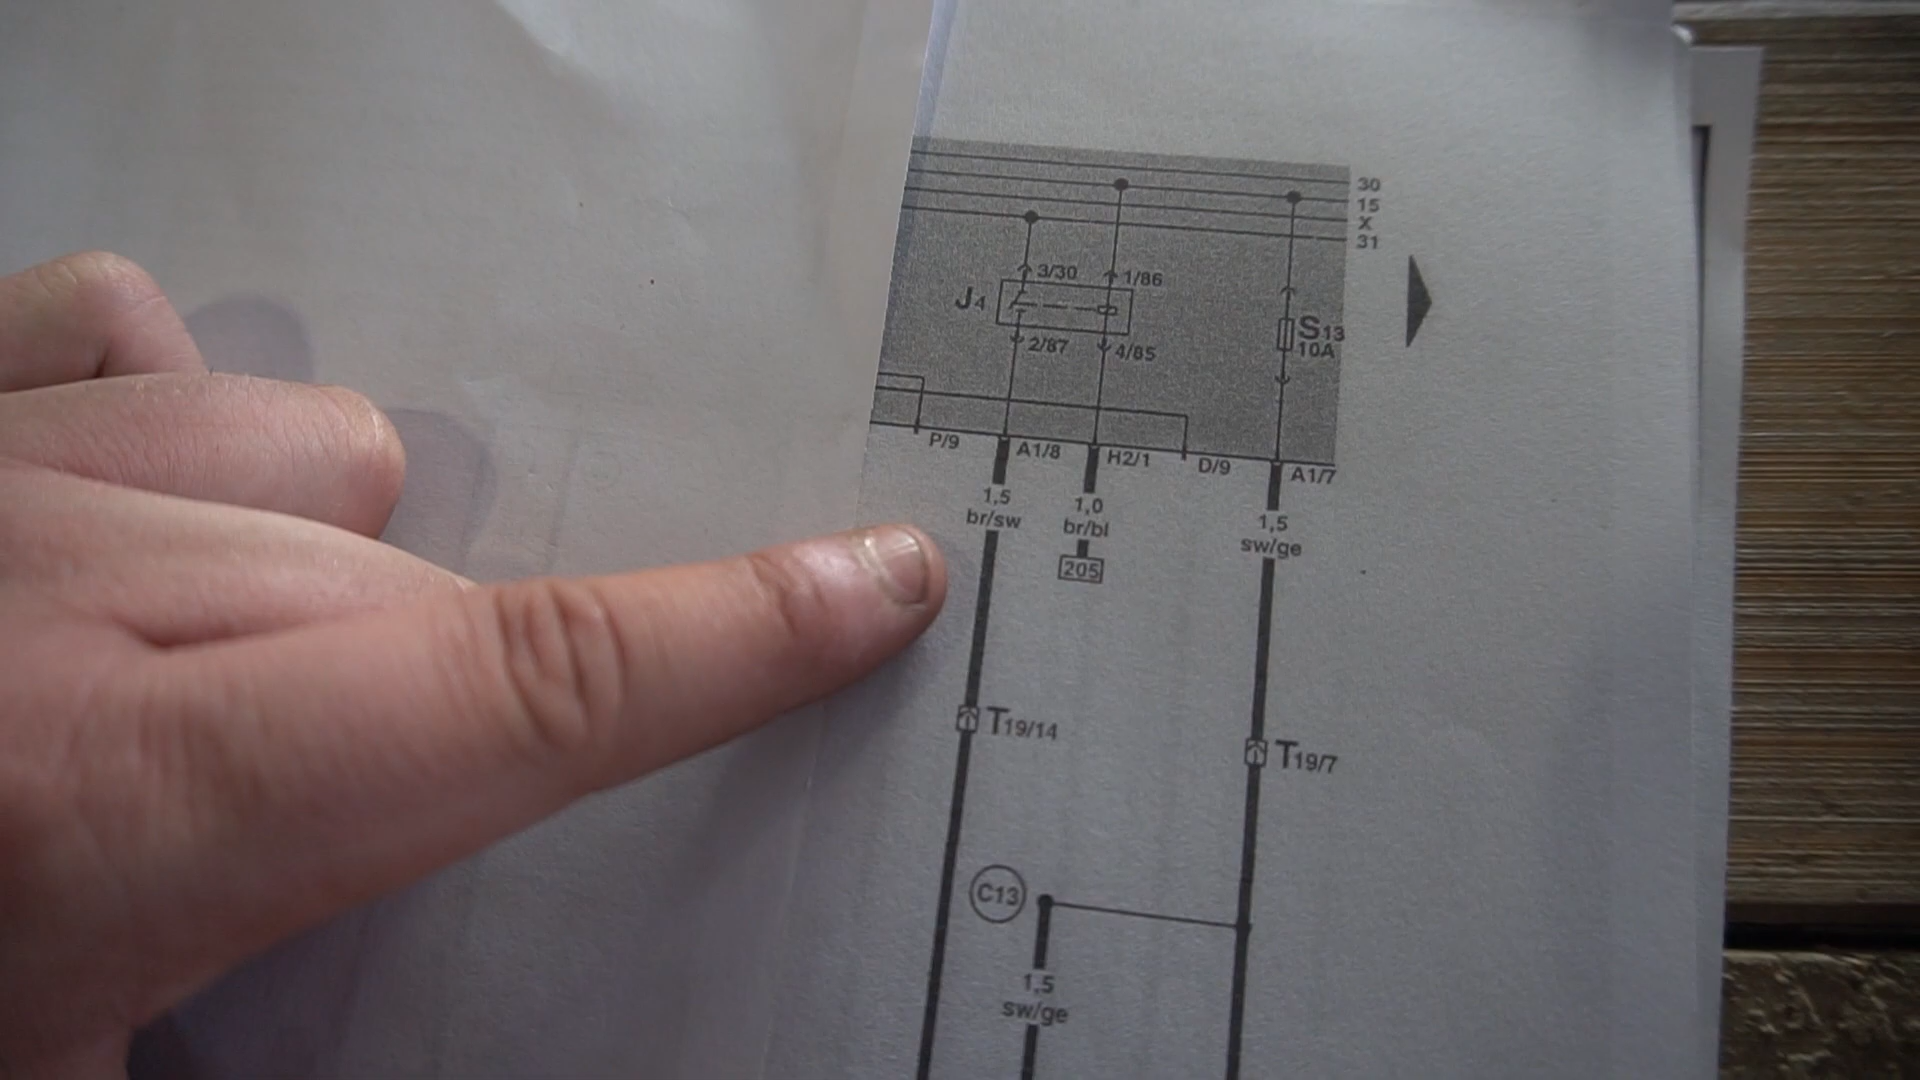 30
15
X
31
3/30
1/86
J4
S13
10A
2/87
4/85
P/9
A1/8
H2/1
D/9
A1/7
1,5
br/sw
1,0
br/bl
1,5
sw/ge
205
T19/14
T19/7
C13
1,5
sw/ge